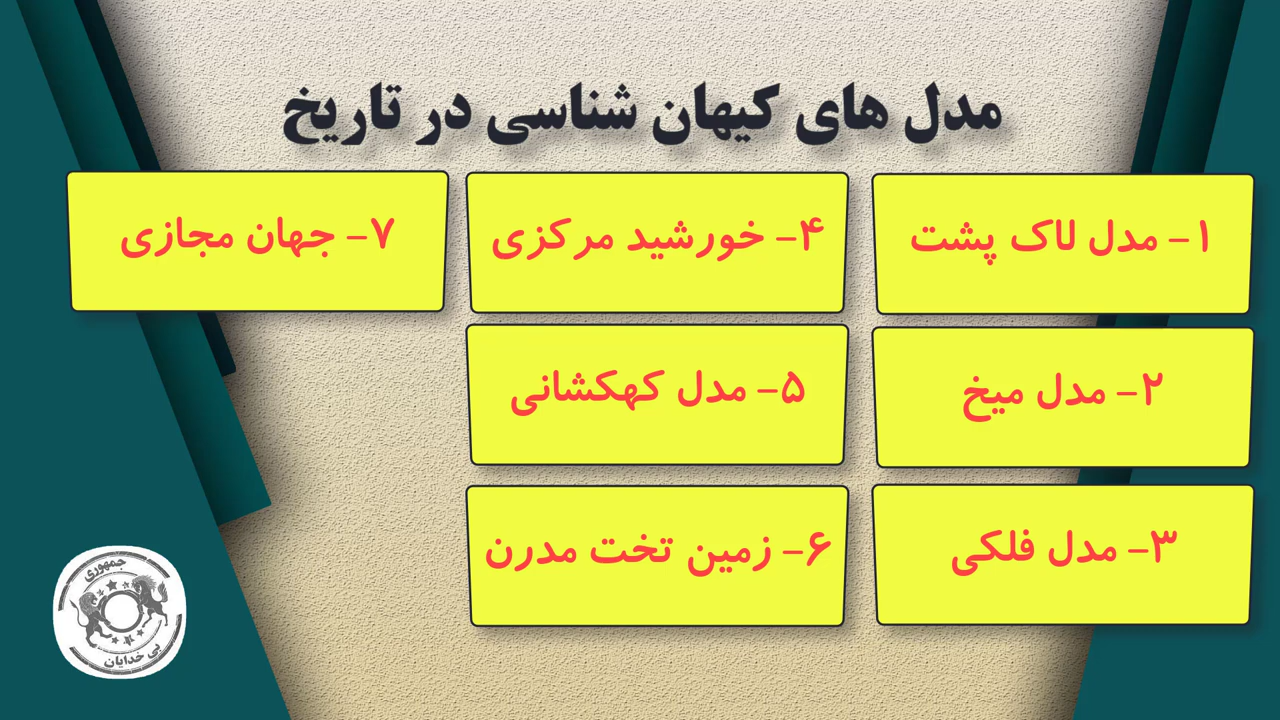 مدل های کیهان شناسی در تاریخ
۱- مدل لاک پشت
۲- مدل میخ
۳- مدل فلکی
۴- خورشید مرکزی
۵- مدل کهکشانی
۶- زمین تخت مدرن
۷- جهان مجازی
جمهوری
بی خدایان